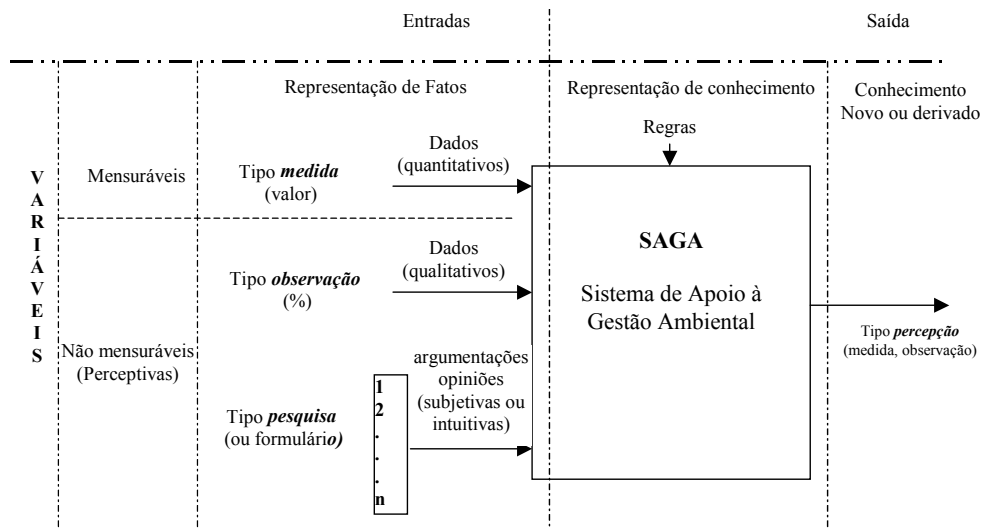 Entradas
Saída
Representação de Fatos
Representação de conhecimento
Conhecimento
Novo ou derivado
Regras
VARIÁVEIS
Mensuráveis
Tipo medida
(valor)
Dados
(quantitativos)
Não mensuráveis
(Perceptivas)
Tipo observação
(%)
Dados
(qualitativos)
Tipo pesquisa
(ou formulário)
1
2
.
.
.
n
argumentações
opiniões
(subjetivas ou
intuitivas)
SAGA
Sistema de Apoio à
Gestão Ambiental
Tipo percepção
(medida, observação)